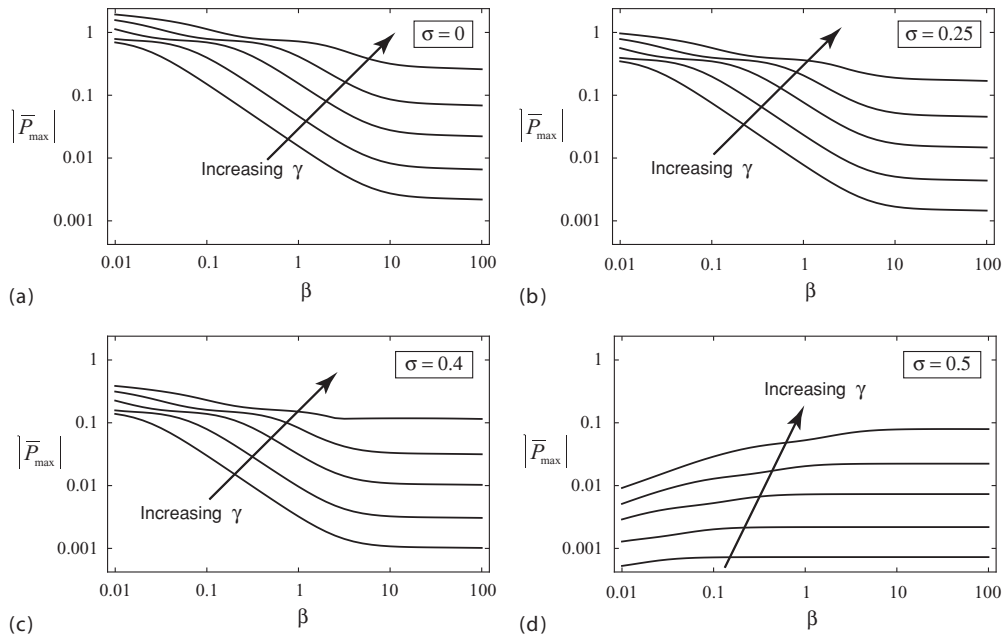 σ = 0
1
0.1
0.01
0.001
|P̅max|
Increasing γ
0.01 0.1 1 10 100
β
(a)
σ = 0.25
1
0.1
0.01
0.001
|P̅max|
Increasing γ
0.01 0.1 1 10 100
β
(b)
σ = 0.4
1
0.1
0.01
0.001
|P̅max|
Increasing γ
0.01 0.1 1 10 100
β
(c)
σ = 0.5
1
0.1
0.01
0.001
|P̅max|
Increasing γ
0.01 0.1 1 10 100
β
(d)